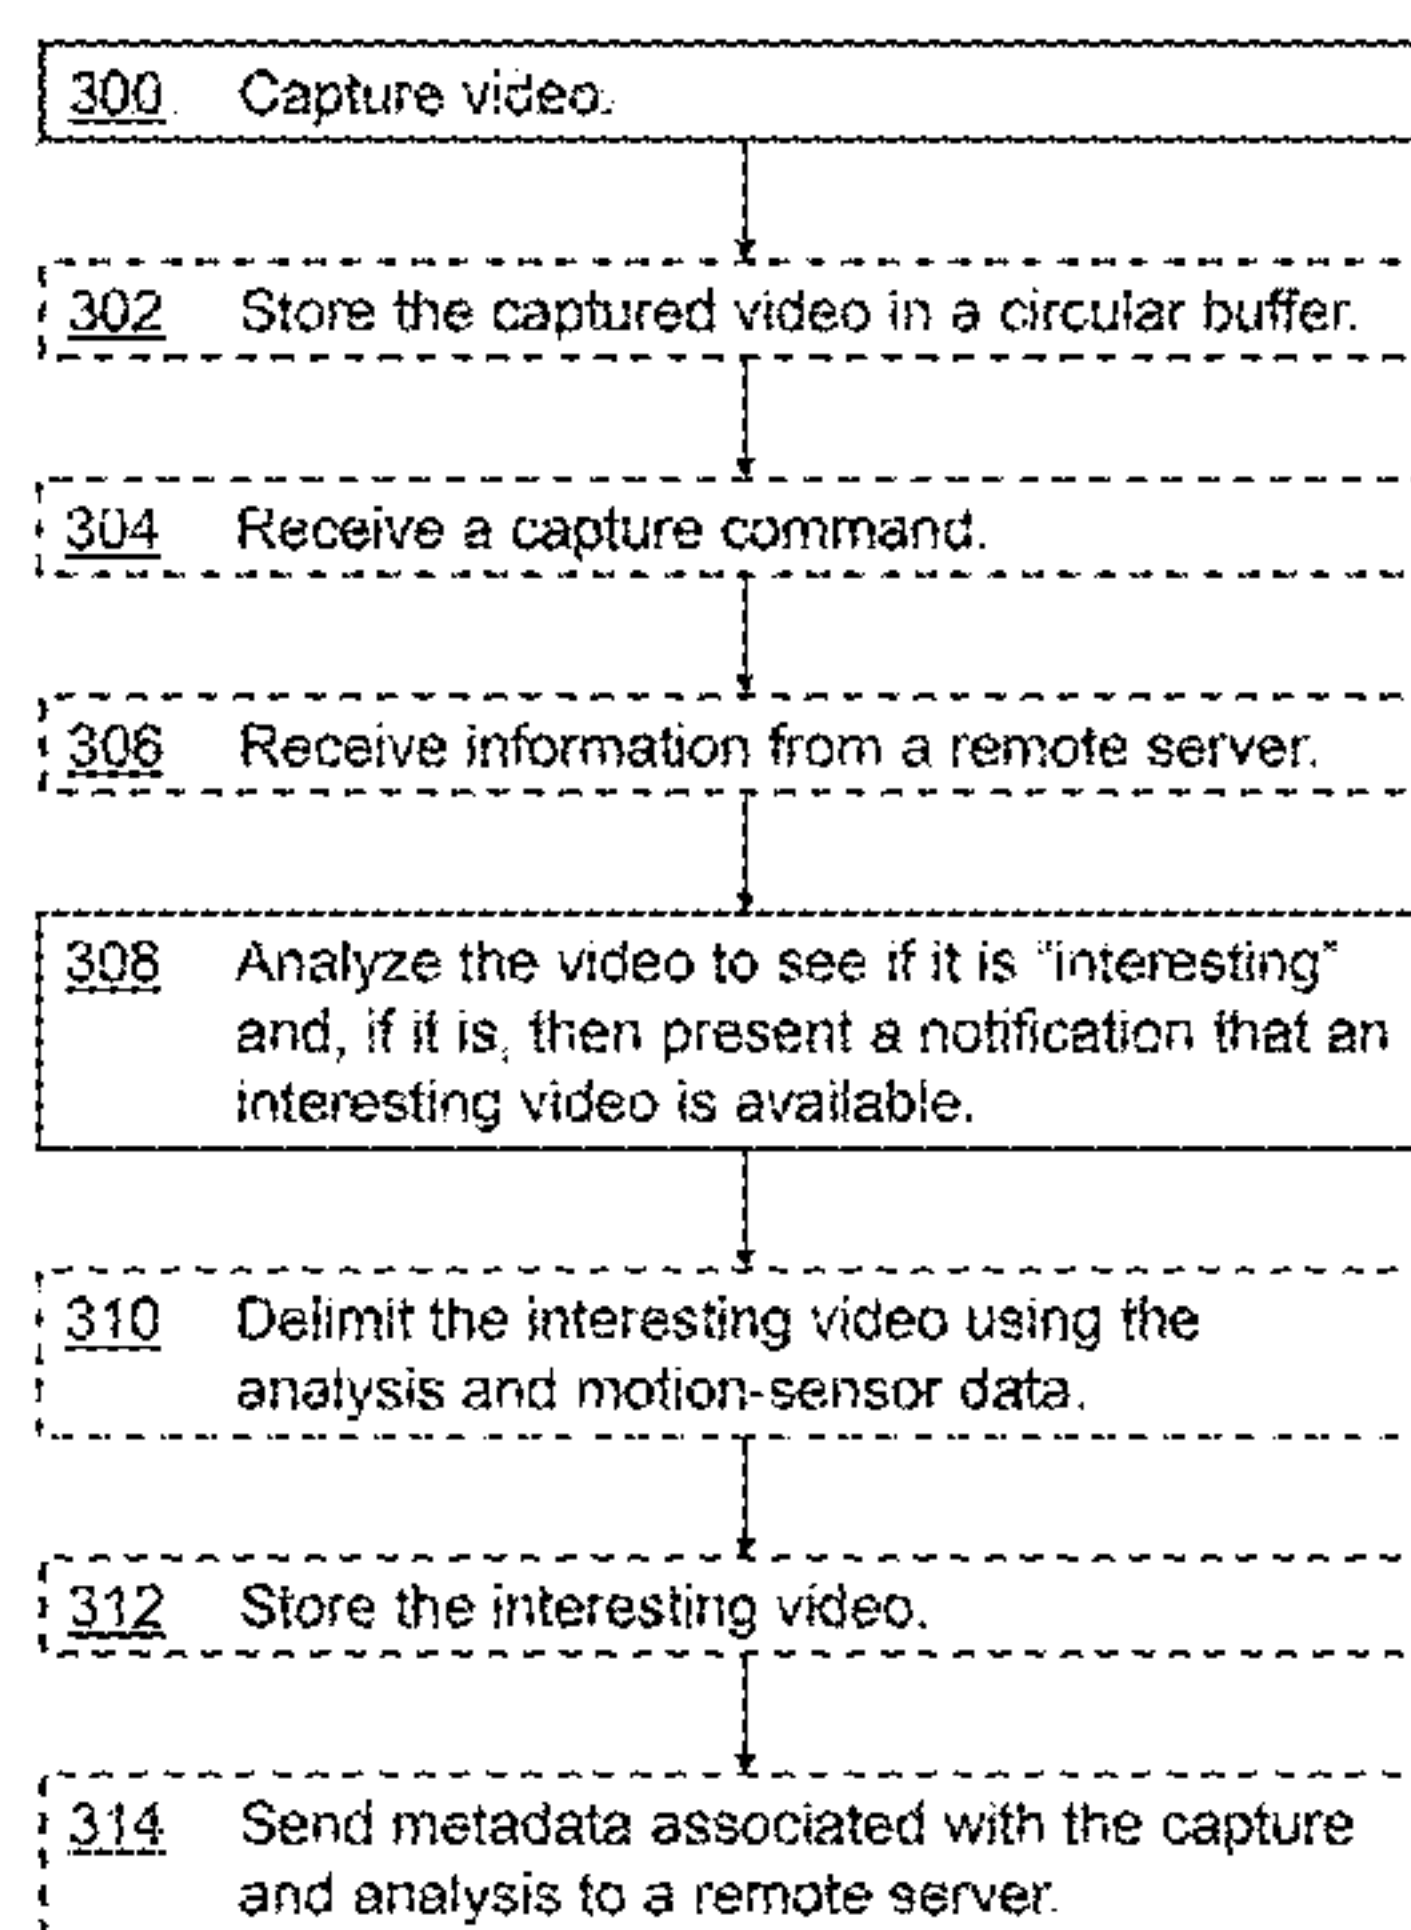 300 Capture video.
302 Store the captured video in a circular buffer.
304 Receive a capture command.
306 Receive information from a remote server.
308 Analyze the video to see if it is "interesting"
and, if it is, then present a notification that an
interesting video is available.
310 Delimit the interesting video using the
analysis and motion-sensor data.
312 Store the interesting video.
314 Send metadata associated with the capture
and analysis to a remote server.